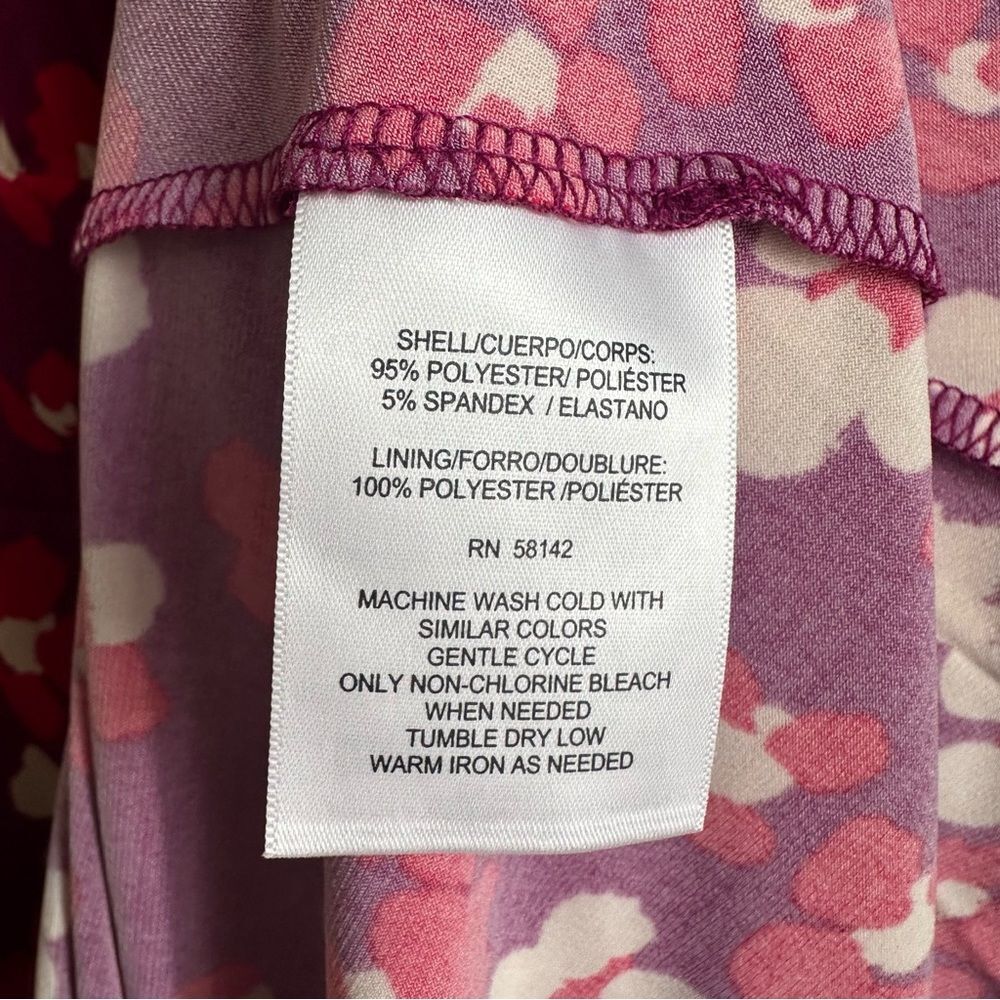 SHELL/CUERPO/CORPS:
95% POLYESTER/ POLIÉSTER
5% SPANDEX / ELASTANO
LINING/FORRO/DOUBLURE:
100% POLYESTER /POLIÉSTER
RN 58142
MACHINE WASH COLD WITH
SIMILAR COLORS
GENTLE CYCLE
ONLY NON-CHLORINE BLEACH
WHEN NEEDED
TUMBLE DRY LOW
WARM IRON AS NEEDED